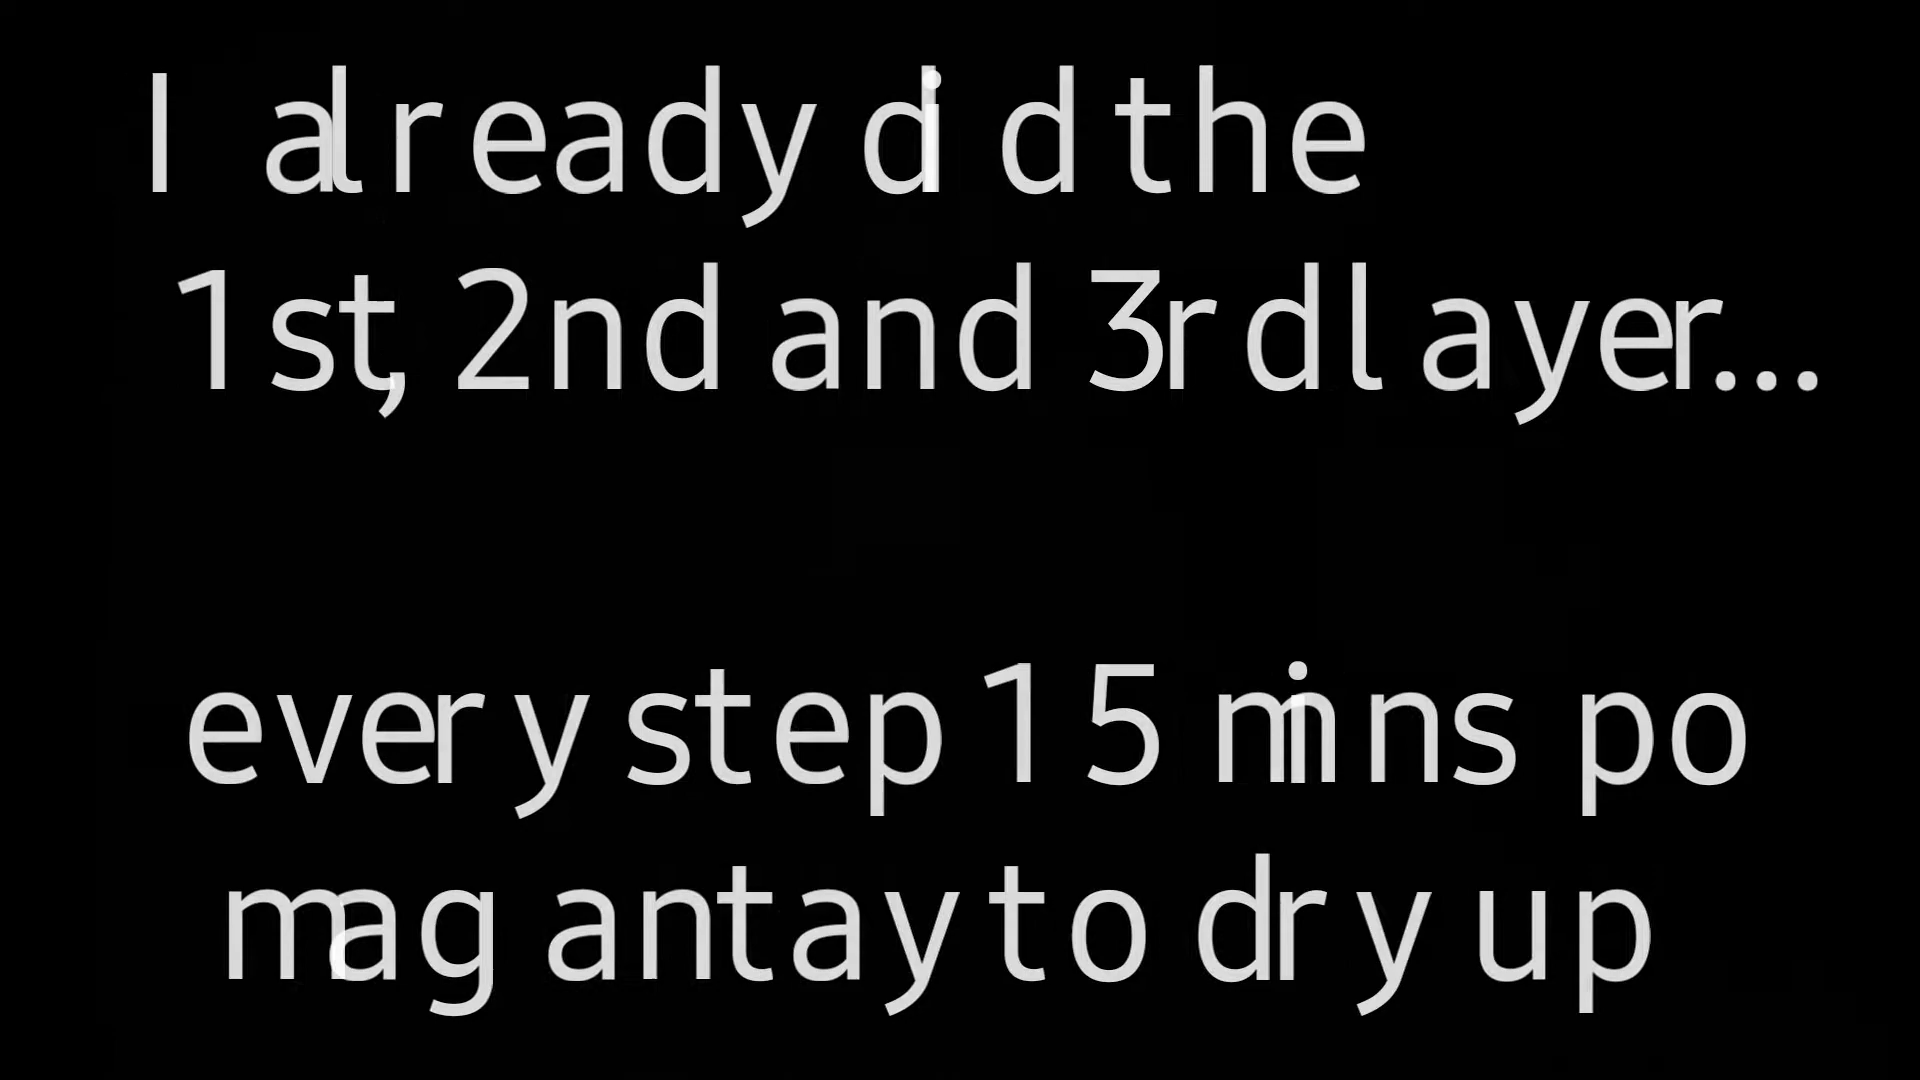 I already did the
1st, 2nd and 3rd layer...
every step 15 mins po
mag antay to dry up